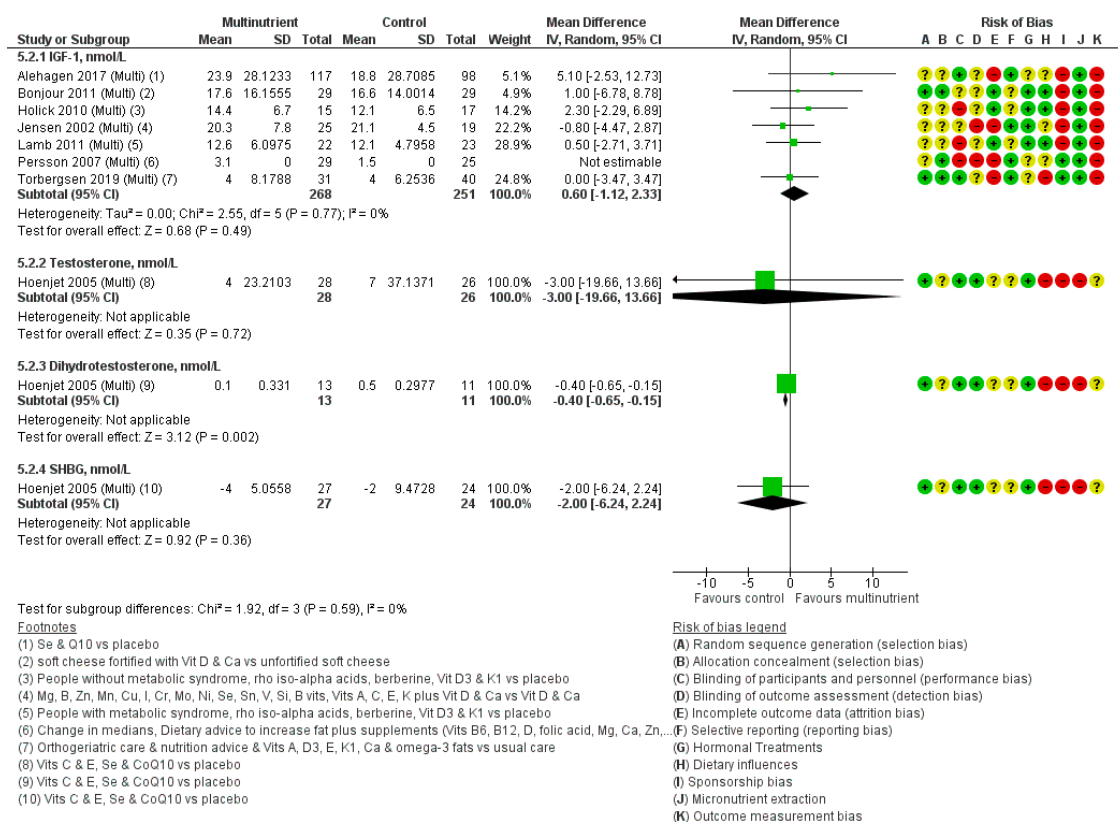 Multinutrient Control Mean Difference Mean Difference Risk of Bias
Study or Subgroup Mean SD Total Mean SD Total Weight IV, Random, 95% CI IV, Random, 95% CI A B C D E F G H I J K
5.2.1 IGF-1, nmol/L
Alehagen 2017 (Multi) (1) 23.9 28.1233 117 18.8 28.7085 98 5.1% 5.10 [-2.53, 12.73] ? ? + ? - + ? ? - + -
Bonjour 2011 (Multi) (2) 17.6 16.1555 29 16.6 14.0014 29 4.9% 1.00 [-6.78, 8.78] + + ? ? + ? + + - + -
Holick 2010 (Multi) (3) 14.4 6.7 15 12.1 6.5 17 14.2% 2.30 [-2.29, 6.89] ? ? - ? - ? + + - + -
Jensen 2002 (Multi) (4) 20.3 7.8 25 21.1 4.5 19 22.2% -0.80 [-4.47, 2.87] ? ? ? - - + + ? - + -
Lamb 2011 (Multi) (5) 12.6 6.0975 22 12.1 4.7958 23 28.9% 0.50 [-2.71, 3.71] ? ? - ? + ? + + - + -
Persson 2007 (Multi) (6) 3.1 0 29 1.5 0 25 Not estimable ? + - - - ? ? + - + -
Torbergsen 2019 (Multi) (7) 4 8.1788 31 4 6.2536 40 24.8% 0.00 [-3.47, 3.47] + + + ? ? ? + - - + -
Subtotal (95% CI) 268 251 100.0% 0.60 [-1.12, 2.33]
Heterogeneity: Tau² = 0.00; Chi² = 2.55, df = 5 (P = 0.77); I² = 0%
Test for overall effect: Z = 0.68 (P = 0.49)
5.2.2 Testosterone, nmol/L
Hoenjet 2005 (Multi) (8) 4 23.2103 28 7 37.1371 26 100.0% -3.00 [-19.66, 13.66] + ? + + ? ? + - - - ?
Subtotal (95% CI) 28 26 100.0% -3.00 [-19.66, 13.66]
Heterogeneity: Not applicable
Test for overall effect: Z = 0.35 (P = 0.72)
5.2.3 Dihydrotestosterone, nmol/L
Hoenjet 2005 (Multi) (9) 0.1 0.331 13 0.5 0.2977 11 100.0% -0.40 [-0.65, -0.15] + ? + + ? ? + - - - ?
Subtotal (95% CI) 13 11 100.0% -0.40 [-0.65, -0.15]
Heterogeneity: Not applicable
Test for overall effect: Z = 3.12 (P = 0.002)
5.2.4 SHBG, nmol/L
Hoenjet 2005 (Multi) (10) -4 5.0558 27 -2 9.4728 24 100.0% -2.00 [-6.24, 2.24] + ? + + ? ? + - - - ?
Subtotal (95% CI) 27 24 100.0% -2.00 [-6.24, 2.24]
Heterogeneity: Not applicable
Test for overall effect: Z = 0.92 (P = 0.36)
-10 -5 0 5 10
Favours control Favours multinutrient
Test for subgroup differences: Chi² = 1.92, df = 3 (P = 0.59), I² = 0%
Footnotes
(1) Se & Q10 vs placebo
(2) soft cheese fortified with Vit D & Ca vs unfortified soft cheese
(3) People without metabolic syndrome, rho iso-alpha acids, berberine, Vit D3 & K1 vs placebo
(4) Mg, B, Zn, Mn, Cu, I, Cr, Mo, Ni, Se, Sn, V, Si, B vits, Vits A, C, E, K plus Vit D & Ca vs Vit D & Ca
(5) People with metabolic syndrome, rho iso-alpha acids, berberine, Vit D3 & K1 vs placebo
(6) Change in medians, Dietary advice to increase fat plus supplements (Vits B6, B12, D, folic acid, Mg, Ca, Zn,...
(7) Orthogeriatric care & nutrition advice & Vits A, D3, E, K1, Ca & omega-3 fats vs usual care
(8) Vits C & E, Se & CoQ10 vs placebo
(9) Vits C & E, Se & CoQ10 vs placebo
(10) Vits C & E, Se & CoQ10 vs placebo
Risk of bias legend
(A) Random sequence generation (selection bias)
(B) Allocation concealment (selection bias)
(C) Blinding of participants and personnel (performance bias)
(D) Blinding of outcome assessment (detection bias)
(E) Incomplete outcome data (attrition bias)
(F) Selective reporting (reporting bias)
(G) Hormonal Treatments
(H) Dietary influences
(I) Sponsorship bias
(J) Micronutrient extraction
(K) Outcome measurement bias